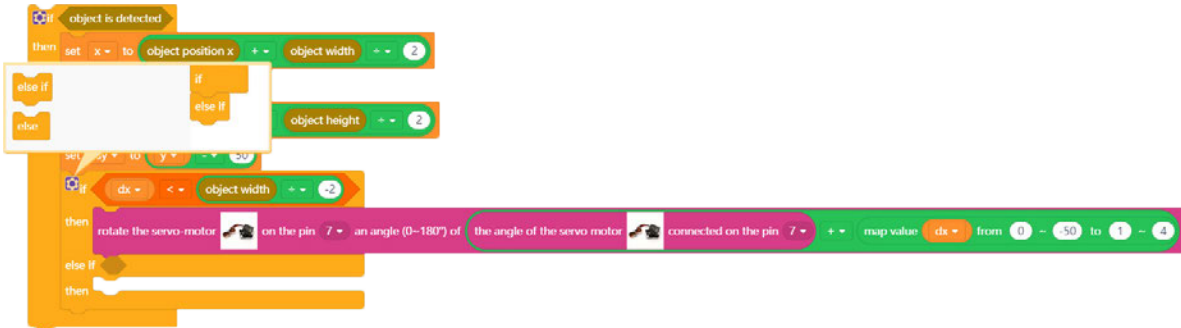 if object is detected
then set x to object position x + object width ÷ 2
else if
if
else if
else
object height ÷ 2
set dy to y - 50
if dx < object width ÷ -2
then rotate the servo-motor on the pin 7 an angle (0~180°) of the angle of the servo motor connected on the pin 7 + map value dx from 0 ~ -50 to 1 ~ 4
else if
then